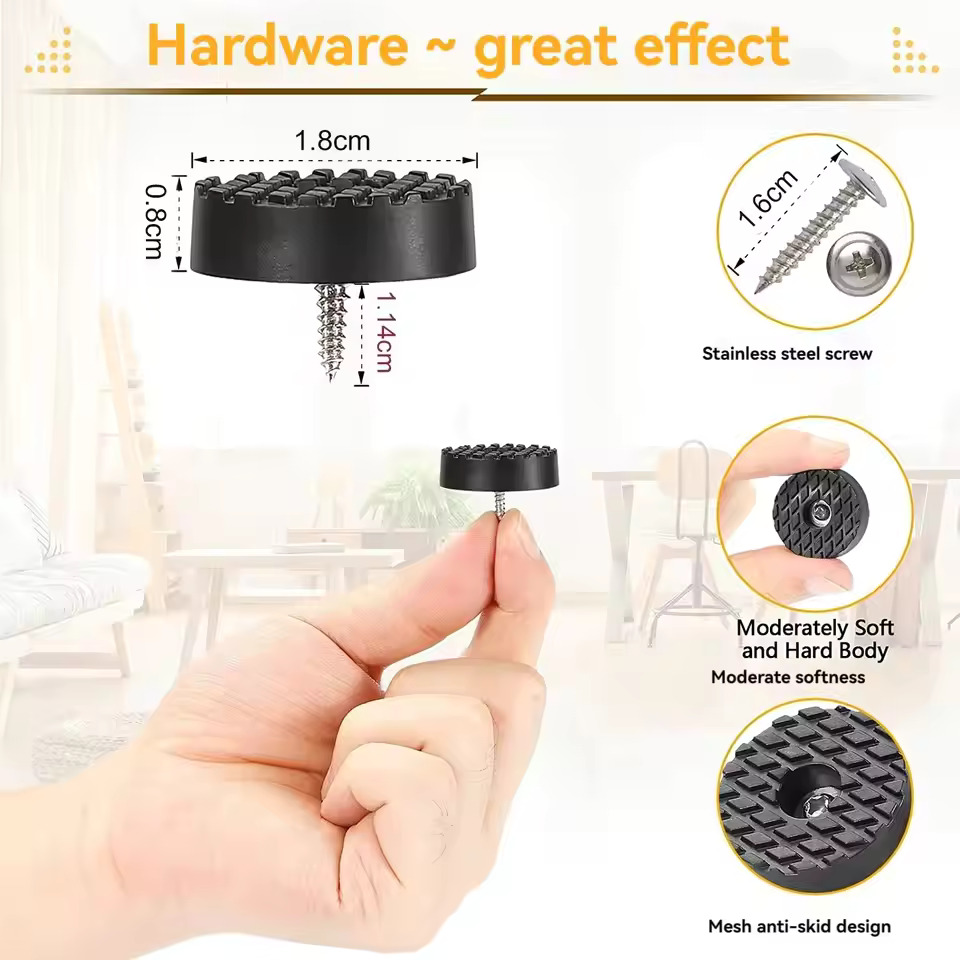 Hardware ~ great effect
1.8cm
0.8cm
1.14cm
1.6cm
Stainless steel screw
Moderately Soft
and Hard Body
Moderate softness
Mesh anti-skid design